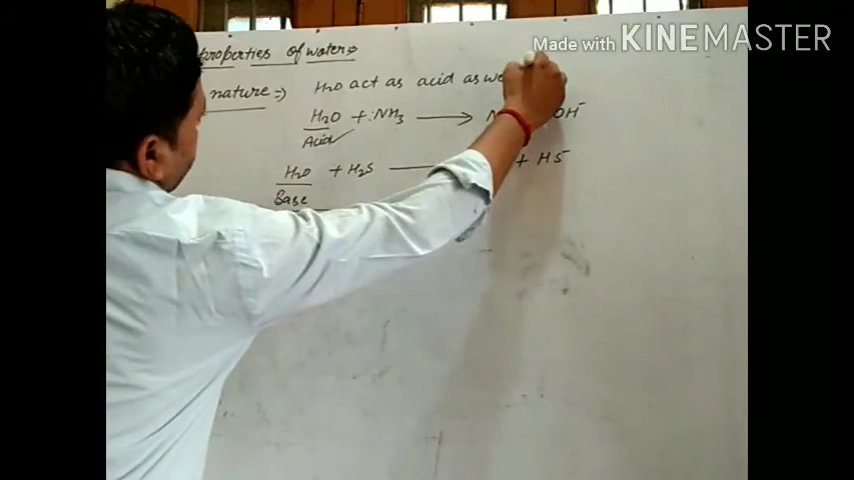 Made with KINEMASTER
properties of water⇒
nature ⇒) H₂O act as acid as we
H₂O + :NH₃ ⟶ N OH⁻
Acid ✓
H₂O + H₂S ⟶ + HS⁻
Base